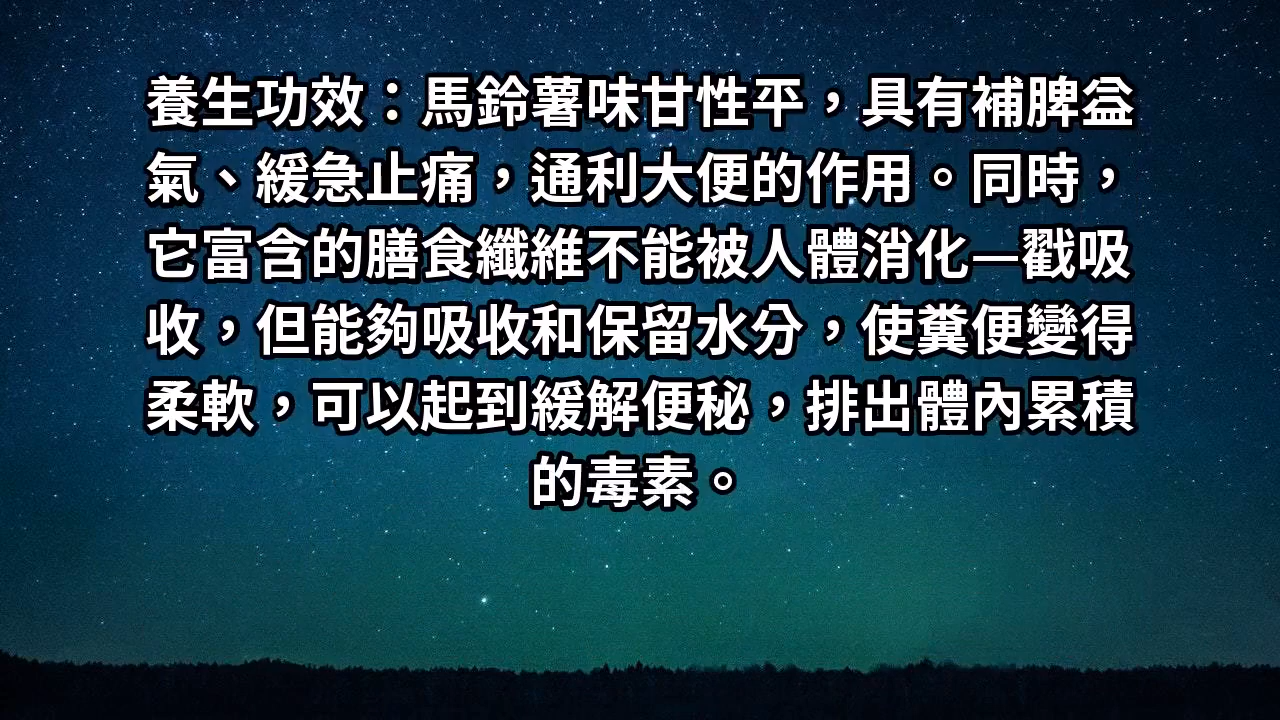 養生功效：馬鈴薯味甘性平，具有補脾益
氣、緩急止痛，通利大便的作用。同時，
它富含的膳食纖維不能被人體消化—戳吸
收，但能夠吸收和保留水分，使糞便變得
柔軟，可以起到緩解便秘，排出體內累積
的毒素。